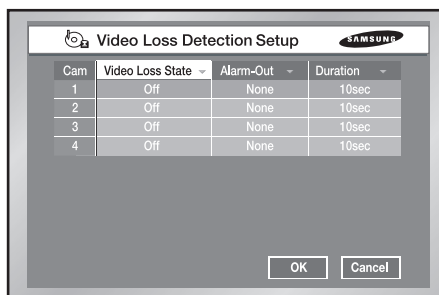 Video Loss Detection Setup SAMSUNG
Cam Video Loss State Alarm-Out Duration
1 Off None 10sec
2 Off None 10sec
3 Off None 10sec
4 Off None 10sec
OK Cancel